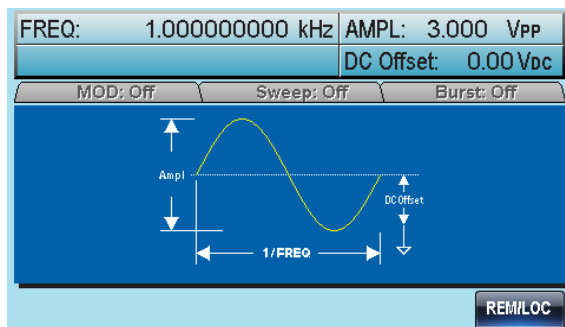 FREQ: 1.000000000 kHz AMPL: 3.000 VPP
DC Offset: 0.00 VDC
MOD: Off Sweep: Off Burst: Off
Ampl
DC Offset
1/FREQ
REM/LOC